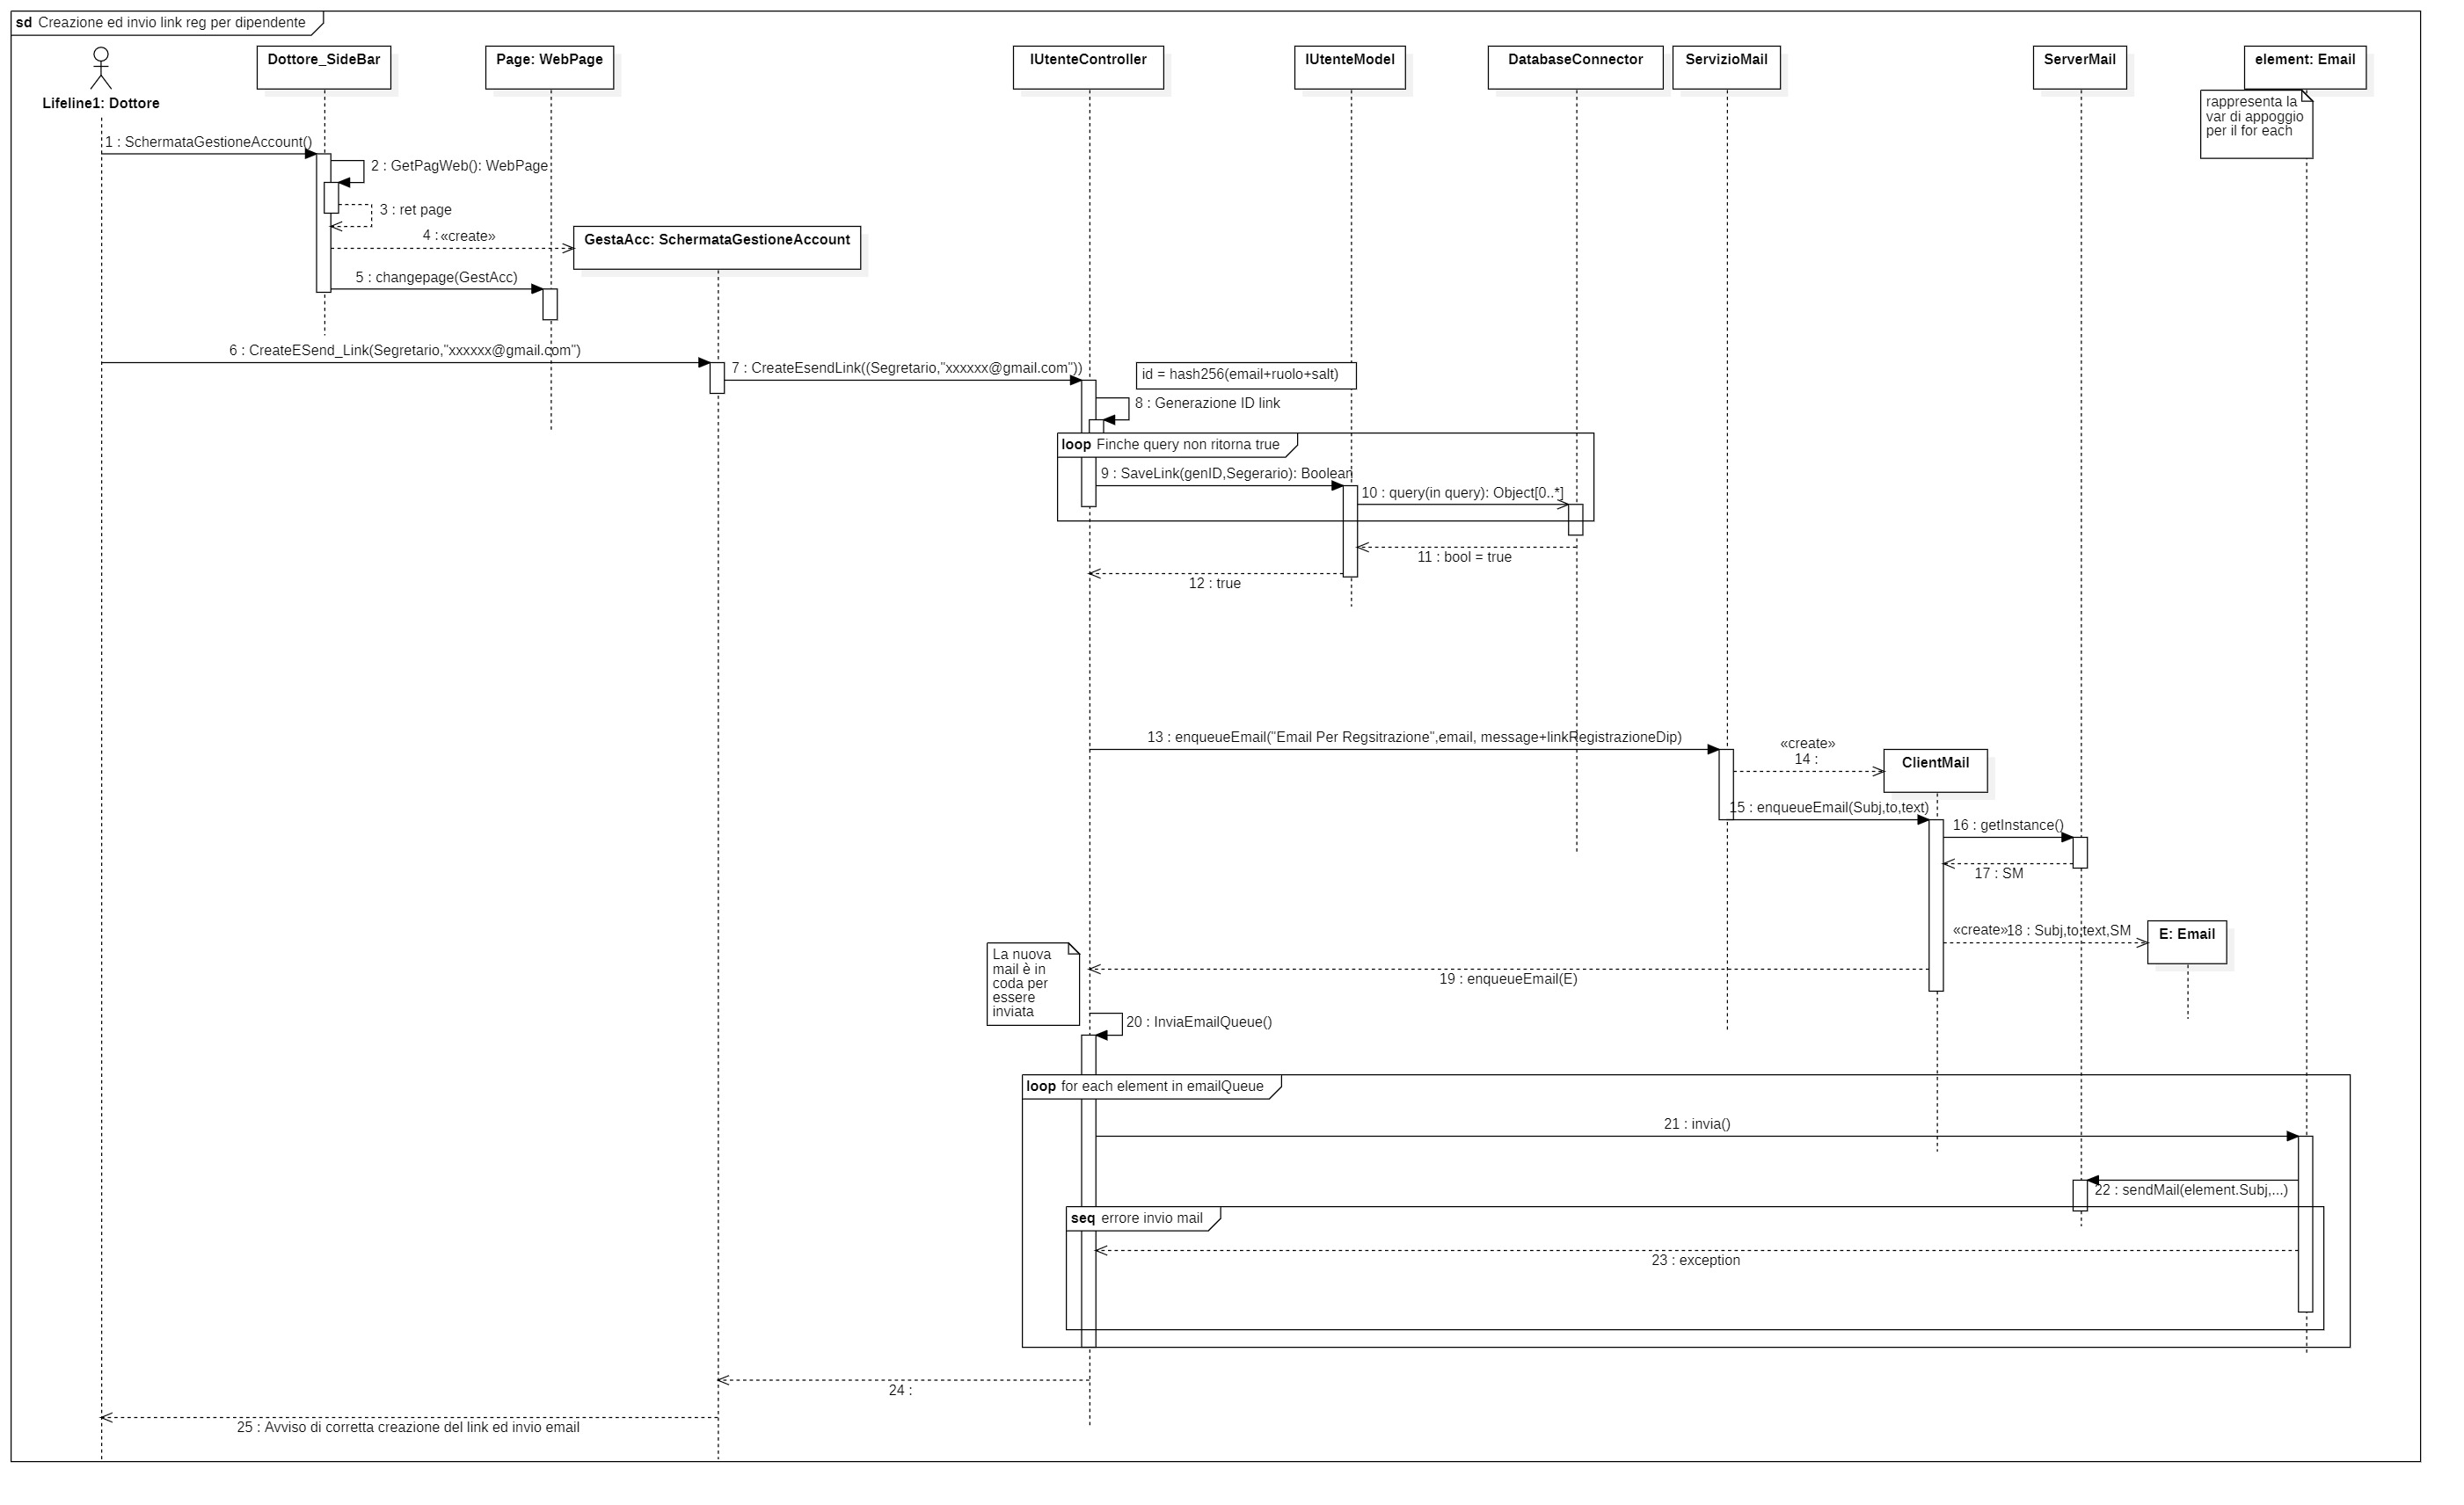 sd Creazione ed invio link reg per dipendente
Lifeline1: Dottore
Dottore_SideBar
Page: WebPage
IUtenteController
IUtenteModel
DatabaseConnector
ServizioMail
ServerMail
element: Email
rappresenta la
var di appoggio
per il for each
1 : SchermataGestioneAccount()
2 : GetPagWeb(): WebPage
3 : ret page
4 : «create»
GestaAcc: SchermataGestioneAccount
5 : changepage(GestAcc)
6 : CreateESend_Link(Segretario,"xxxxxx@gmail.com")
7 : CreateEsendLink((Segretario,"xxxxxx@gmail.com"))
id = hash256(email+ruolo+salt)
8 : Generazione ID link
loop Finche query non ritorna true
9 : SaveLink(genID,Segerario): Boolean
10 : query(in query): Object[0..*]
11 : bool = true
12 : true
13 : enqueueEmail("Email Per Regsitrazione",email, message+linkRegistrazioneDip)
«create»
14 :
ClientMail
15 : enqueueEmail(Subj,to,text)
16 : getInstance()
17 : SM
«create»
18 : Subj,to,text,SM
E: Email
La nuova
mail è in
coda per
essere
inviata
19 : enqueueEmail(E)
20 : InviaEmailQueue()
loop for each element in emailQueue
21 : invia()
22 : sendMail(element.Subj,...)
seq errore invio mail
23 : exception
24 :
25 : Avviso di corretta creazione del link ed invio email